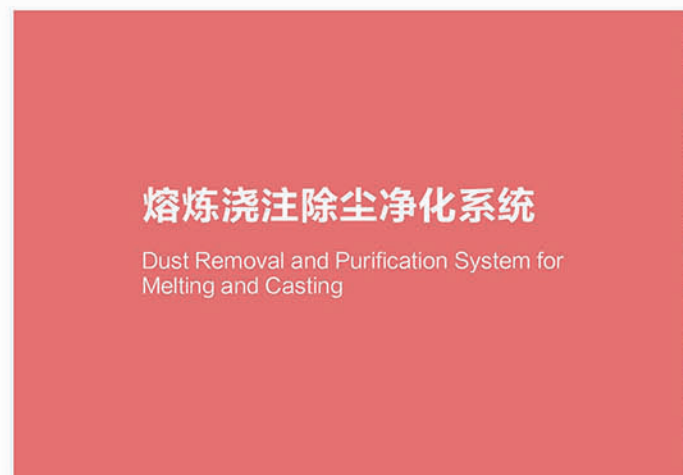 熔炼浇注除尘净化系统
Dust Removal and Purification System for
Melting and Casting